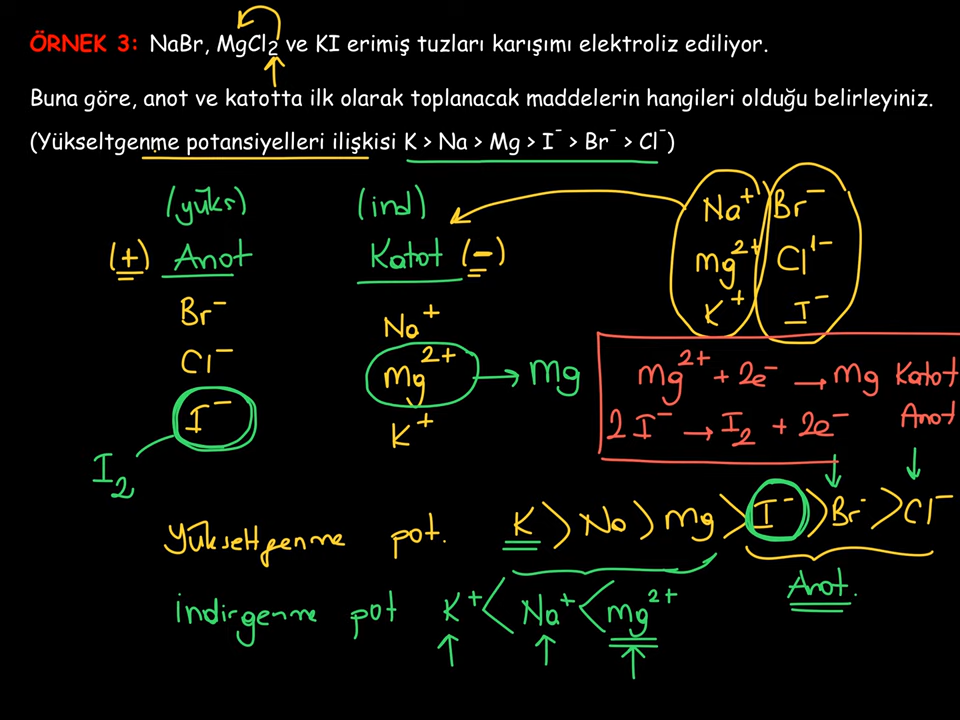 ÖRNEK 3: NaBr, MgCl₂ ve KI erimiş tuzları karışımı elektroliz ediliyor.
Buna göre, anot ve katotta ilk olarak toplanacak maddelerin hangileri olduğu belirleyiniz.
(Yükseltgenme potansiyelleri ilişkisi K > Na > Mg > I⁻ > Br⁻ > Cl⁻)
(yüks) (ind)
(+) Anot Katot (-)
Na⁺ Br⁻
Mg²⁺ Cl¹⁻
K⁺ I⁻
Br⁻ Na⁺
Cl⁻ Mg²⁺ → Mg
I⁻ K⁺
I₂
Mg²⁺ + 2e⁻ → Mg Katot
2I⁻ → I₂ + 2e⁻ Anot
Yükseltgenme pot. K > Na > Mg > I⁻ > Br⁻ > Cl⁻
Anot.
indirgenme pot K⁺ < Na⁺ < Mg²⁺